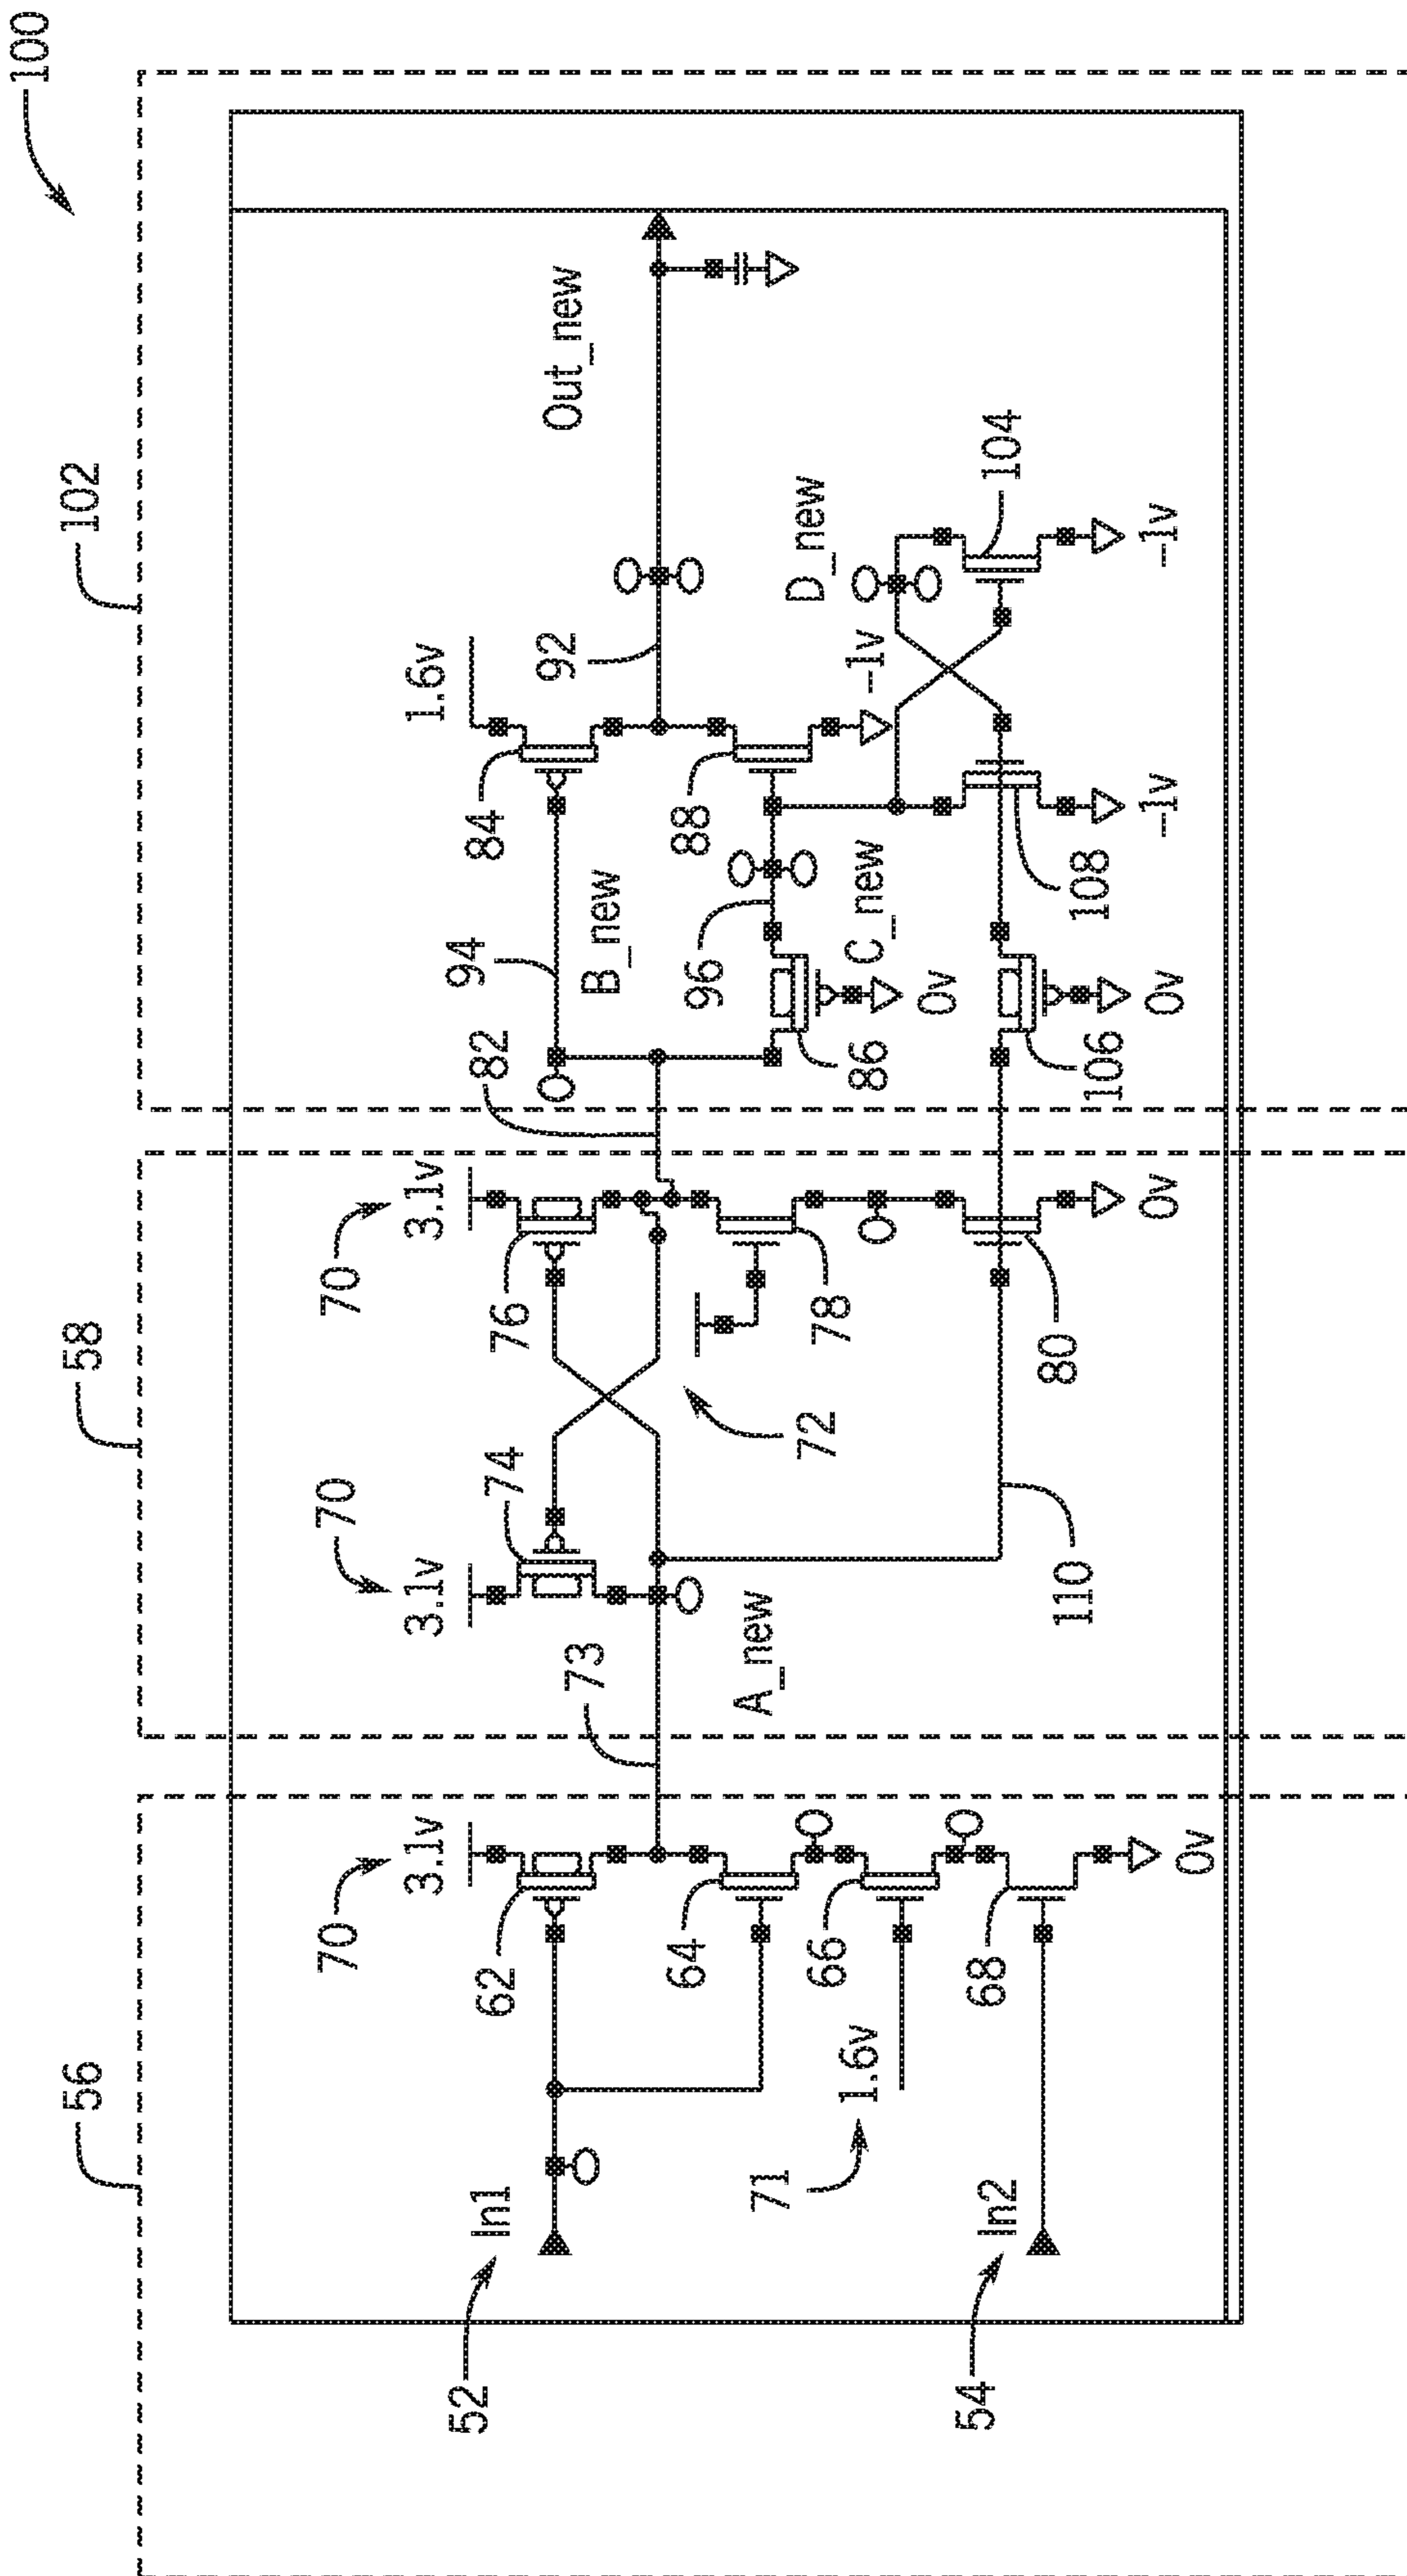 100
56
58
102
52
In1
70
3.1v
62
64
66
68
71
1.6v
54
In2
0v
73
A_new
70
3.1v
74
72
110
70
3.1v
76
78
80
0v
82
94
B_new
84
1.6v
92
Out_new
96
88
86
0v
C_new
-1v
D_new
106
0v
108
-1v
104
-1v